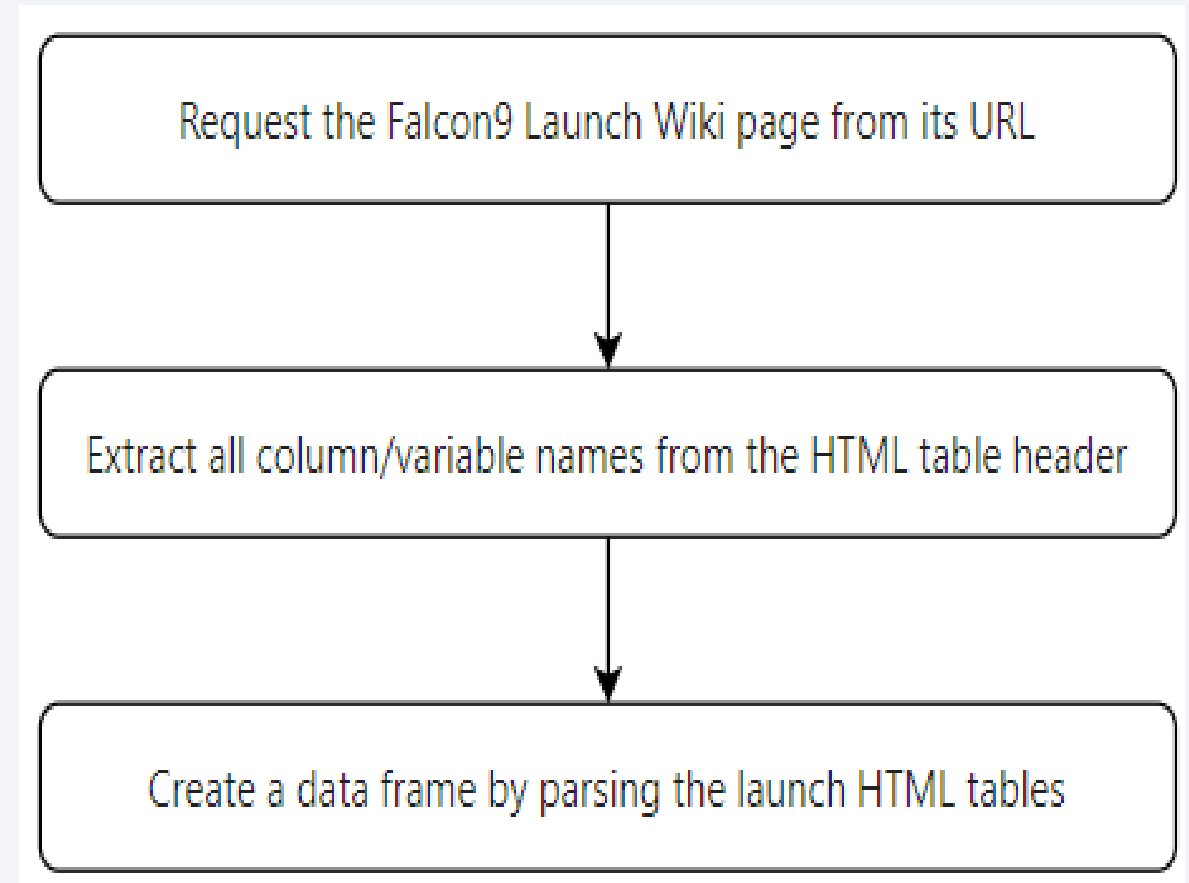 Request the Falcon9 Launch Wiki page from its URL
Extract all column/variable names from the HTML table header
Create a data frame by parsing the launch HTML tables